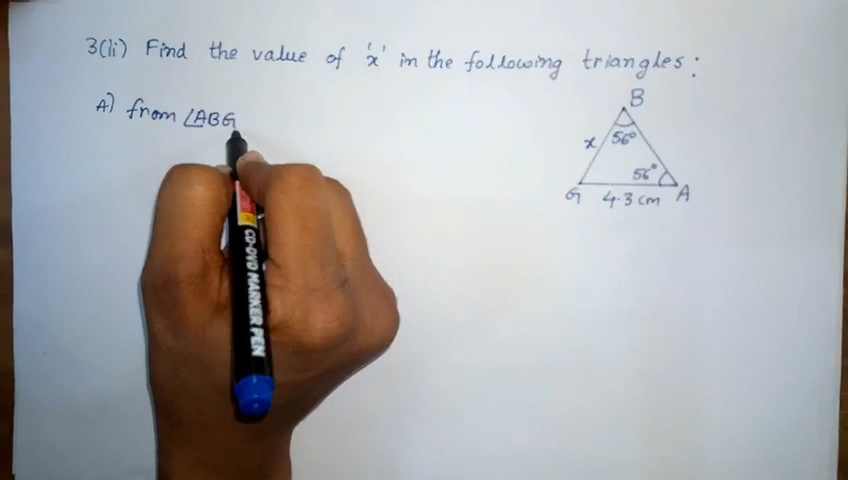 3(ii) Find the value of 'x' in the following triangles:
A) from ∠ABG
B
x
56°
56°
G
4.3 cm
A
CD-DVD MARKER PEN